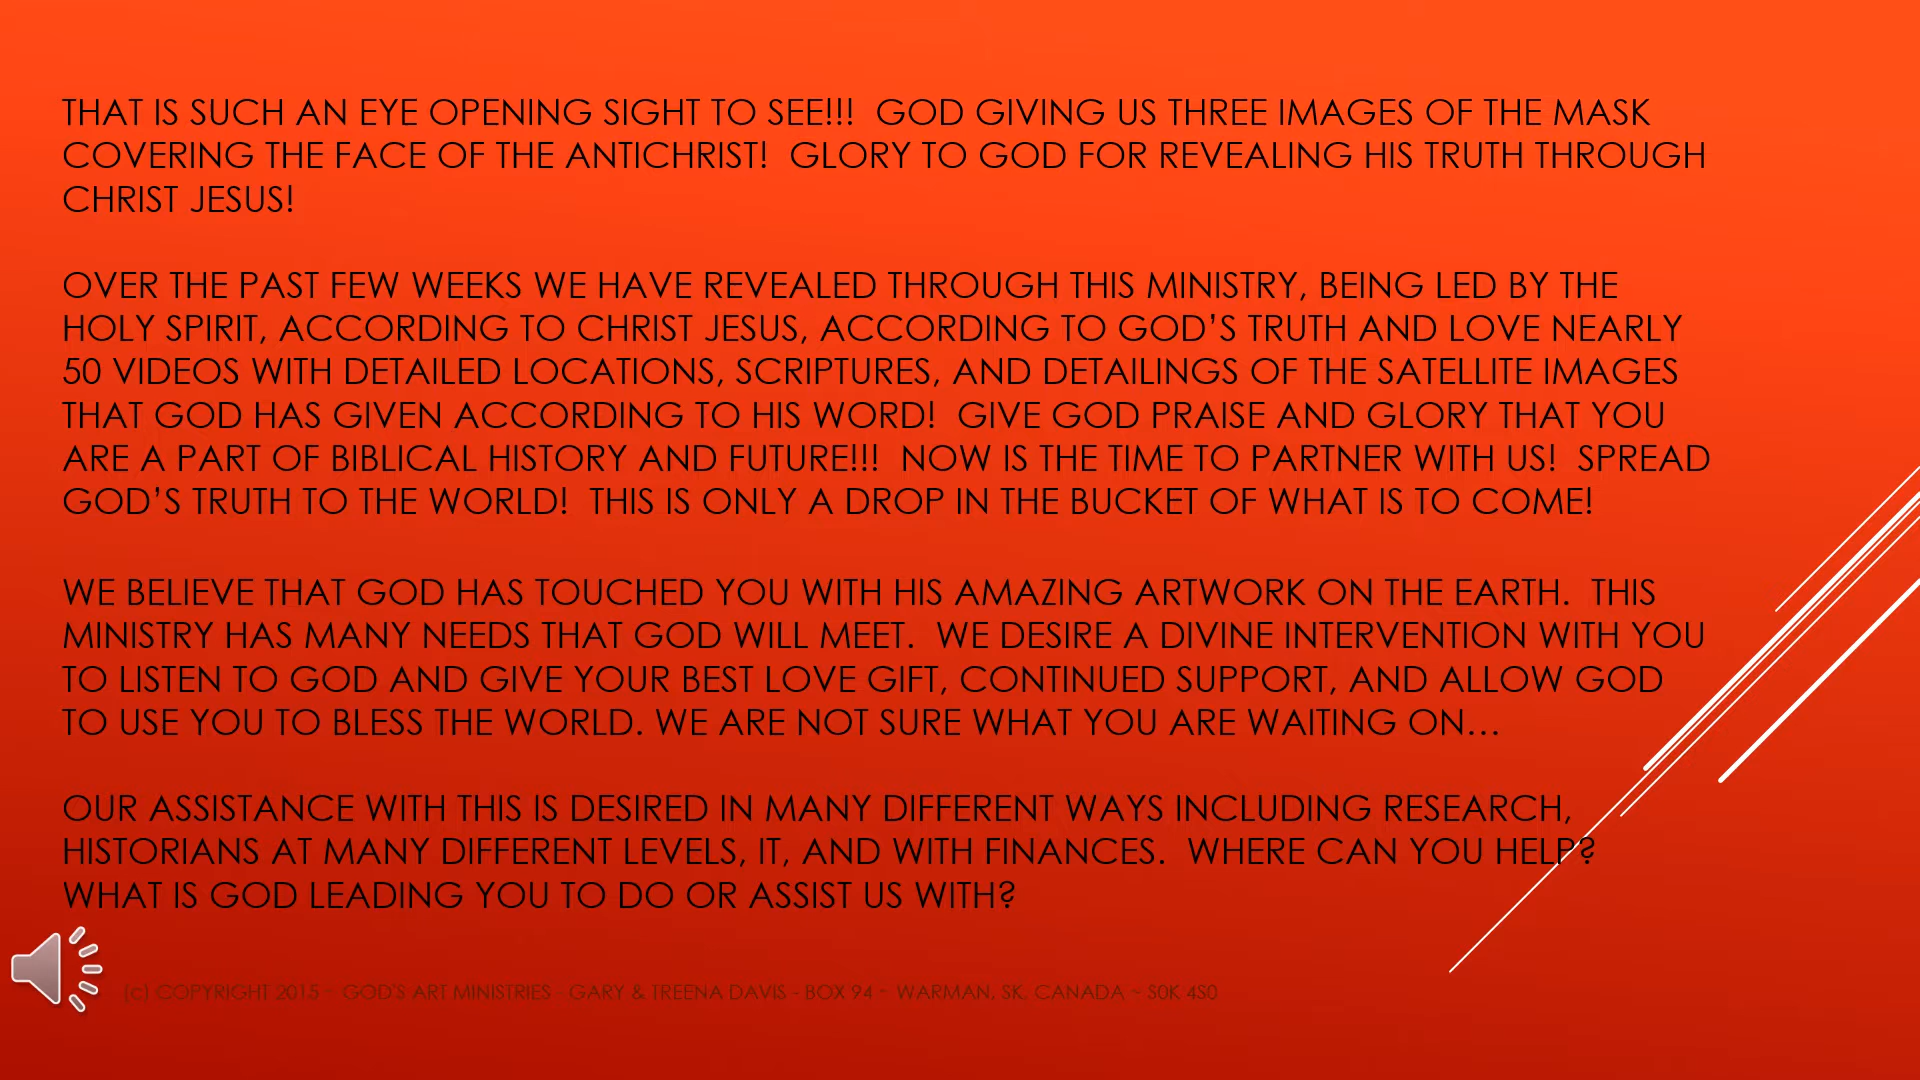 THAT IS SUCH AN EYE OPENING SIGHT TO SEE!!!  GOD GIVING US THREE IMAGES OF THE MASK
COVERING THE FACE OF THE ANTICHRIST!  GLORY TO GOD FOR REVEALING HIS TRUTH THROUGH
CHRIST JESUS!
OVER THE PAST FEW WEEKS WE HAVE REVEALED THROUGH THIS MINISTRY, BEING LED BY THE
HOLY SPIRIT, ACCORDING TO CHRIST JESUS, ACCORDING TO GOD’S TRUTH AND LOVE NEARLY
50 VIDEOS WITH DETAILED LOCATIONS, SCRIPTURES, AND DETAILINGS OF THE SATELLITE IMAGES
THAT GOD HAS GIVEN ACCORDING TO HIS WORD!  GIVE GOD PRAISE AND GLORY THAT YOU
ARE A PART OF BIBLICAL HISTORY AND FUTURE!!!  NOW IS THE TIME TO PARTNER WITH US!  SPREAD
GOD’S TRUTH TO THE WORLD!  THIS IS ONLY A DROP IN THE BUCKET OF WHAT IS TO COME!
WE BELIEVE THAT GOD HAS TOUCHED YOU WITH HIS AMAZING ARTWORK ON THE EARTH.  THIS
MINISTRY HAS MANY NEEDS THAT GOD WILL MEET.  WE DESIRE A DIVINE INTERVENTION WITH YOU
TO LISTEN TO GOD AND GIVE YOUR BEST LOVE GIFT, CONTINUED SUPPORT, AND ALLOW GOD
TO USE YOU TO BLESS THE WORLD. WE ARE NOT SURE WHAT YOU ARE WAITING ON…
OUR ASSISTANCE WITH THIS IS DESIRED IN MANY DIFFERENT WAYS INCLUDING RESEARCH,
HISTORIANS AT MANY DIFFERENT LEVELS, IT, AND WITH FINANCES.  WHERE CAN YOU HELP?
WHAT IS GOD LEADING YOU TO DO OR ASSIST US WITH?
(c) COPYRIGHT 2015 ~ GOD'S ART MINISTRIES - GARY & TREENA DAVIS - BOX 94 ~ WARMAN, SK, CANADA ~ S0K 4S0